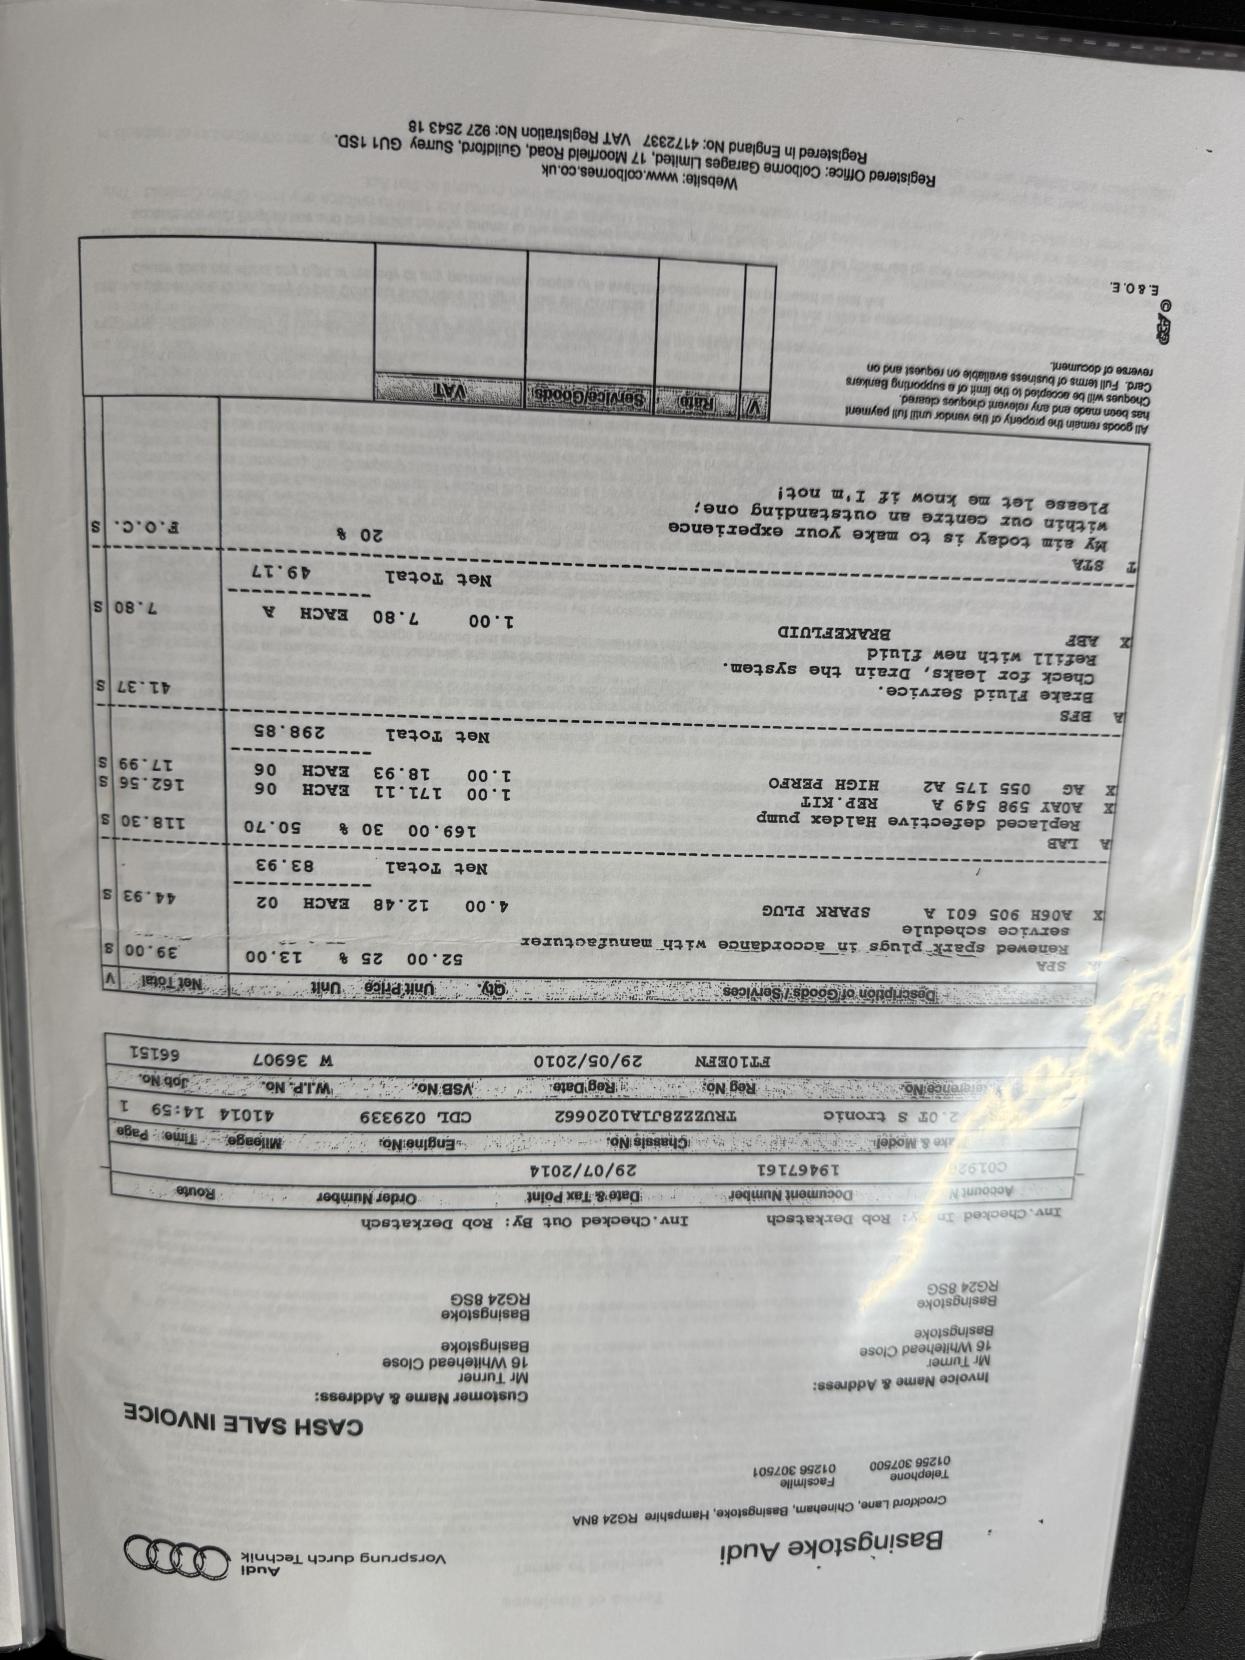 Basingstoke Audi
Audi
Vorsprung durch Technik
Crockford Lane, Chineham, Basingstoke, Hampshire RG24 8NA
Telephone Facsimile
01256 307500 01256 307501
CASH SALE INVOICE
Invoice Name & Address: Customer Name & Address:
Mr Turner Mr Turner
16 Whitehead Close 16 Whitehead Close
Basingstoke Basingstoke
Basingstoke Basingstoke
RG24 8SG RG24 8SG
Inv.Checked In By: Rob Derkatsch Inv.Checked Out By: Rob Derkatsch
Account Document Number Date & Tax Point Order Number Route
19467161 29/07/2014
& Model Chassis No. Engine No. Mileage Time Page
2.0T S tronic TRUZZZ8J1A1020662 CDL 029339 41014 14:59 1
Reg No. Reg Date VSB No. W.I.P. No. Job No.
FT10EFN 29/05/2010 W 36907 66151
Description of Goods / Services Qty. Unit Price Unit Net Total V
SPA 52.00 25 % 13.00 39.00 S
Renewed spark plugs in accordance with manufacturer
service schedule
X A06H 905 601 A SPARK PLUG 4.00 12.48 EACH 02 44.93 S
Net Total 83.93
A LAB
Replaced defective Haldex pump 169.00 30 % 50.70 118.30 S
X A0AY 598 549 A REP.KIT 1.00 171.11 EACH 06 162.56 S
X AG 055 175 A2 HIGH PERFO 1.00 18.93 EACH 06 17.99 S
Net Total 298.85
A BFS
Brake Fluid Service. 41.37 S
Check for leaks, Drain the system.
Refill with new fluid
X ABF BRAKEFLUID 1.00 7.80 EACH A 7.80 S
Net Total 49.17
T STA
My aim today is to make your experience 20 % F.O.C. S
within our centre an outstanding one;
Please let me know if I'm not!
All goods remain the property of the vendor until full payment
has been made and any relevent cheques cleared.
Cheques will be accepted to the limit of a supporting Bankers
Card. Full terms of business available on request and on
reverse of document.
V Rate Service/Goods VAT
©
E. & O. E.
Website: www.colbornes.co.uk
Registered Office: Colborne Garages Limited, 17 Moorfield Road, Guildford, Surrey GU1 1SD.
Registered in England No: 4172337 VAT Registration No: 927 2543 18